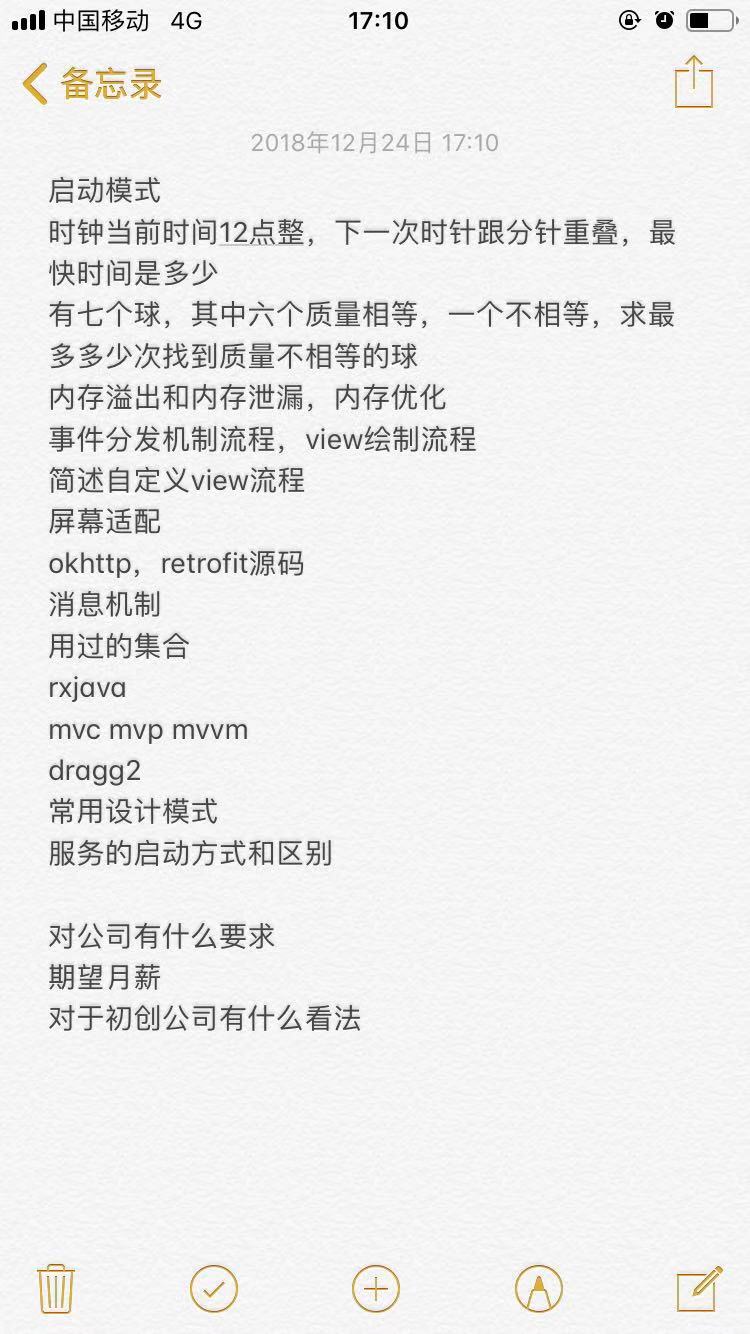 中国移动 4G 17:10
备忘录
2018年12月24日 17:10
启动模式
时钟当前时间12点整，下一次时针跟分针重叠，最
快时间是多少
有七个球，其中六个质量相等，一个不相等，求最
多多少次找到质量不相等的球
内存溢出和内存泄漏，内存优化
事件分发机制流程，view绘制流程
简述自定义view流程
屏幕适配
okhttp，retrofit源码
消息机制
用过的集合
rxjava
mvc mvp mvvm
dragg2
常用设计模式
服务的启动方式和区别
对公司有什么要求
期望月薪
对于初创公司有什么看法